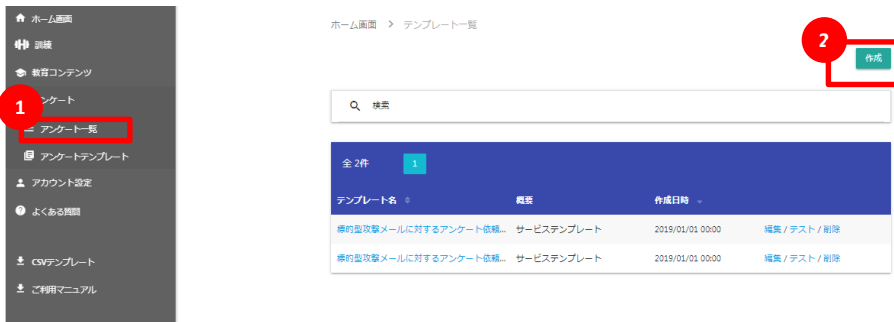 ホーム画面
訓練
教育コンテンツ
ンケート
1
アンケート一覧
アンケートテンプレート
アカウント設定
よくある質問
CSVテンプレート
ご利用マニュアル
ホーム画面 > テンプレート一覧
2
作成
検索
全 2件 1
テンプレート名 概要 作成日時
標的型攻撃メールに対するアンケート依頼... サービステンプレート 2019/01/01 00:00 編集 / テスト / 削除
標的型攻撃メールに対するアンケート依頼... サービステンプレート 2019/01/01 00:00 編集 / テスト / 削除